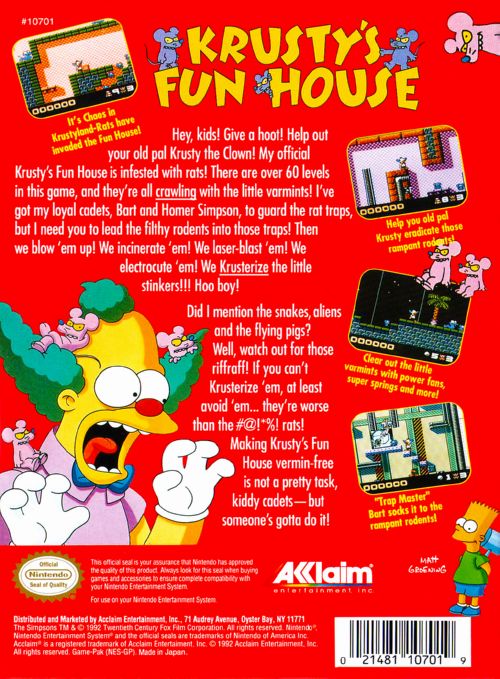 #10701
KRUSTY'S
FUN HOUSE
000000
It's Chaos in
Krustyland-Rats have
invaded the Fun House!
Hey, kids! Give a hoot! Help out
your old pal Krusty the Clown! My official
Krusty's Fun House is infested with rats! There are over 60 levels
in this game, and they're all crawling with the little varmints! I've
got my loyal cadets, Bart and Homer Simpson, to guard the rat traps,
but I need you to lead the filthy rodents into those traps! Then
we blow 'em up! We incinerate 'em! We laser-blast 'em! We
electrocute 'em! We Krusterize the little
stinkers!!! Hoo boy!
Did I mention the snakes, aliens
and the flying pigs?
Well, watch out for those
riffraff! If you can't
Krusterize 'em, at least
avoid 'em... they're worse
than the #@!*%! rats!
Making Krusty's Fun
House vermin-free
is not a pretty task,
kiddy cadets—but
someone's gotta do it!
000000
Help you old pal
Krusty eradicate those
rampant rodents!
000000
Clear out the little
varmints with power fans,
super springs and more!
"Trap Master"
Bart socks it to the
rampant rodents!
MATT
GROENING
Official
Nintendo
Seal of Quality
This official seal is your assurance that Nintendo has approved
the quality of this product. Always look for this seal when buying
games and accessories to ensure complete compatibility with
your Nintendo Entertainment System.
For use on your Nintendo Entertainment System.
AKKlaim
entertainment, inc.
Distributed and Marketed by Acclaim Entertainment, Inc., 71 Audrey Avenue, Oyster Bay, NY 11771
The Simpsons TM & © 1992 Twentieth Century Fox Film Corporation. All rights reserved. Nintendo®,
Nintendo Entertainment System® and the official seals are trademarks of Nintendo of America Inc.
Acclaim® is a registered trademark of Acclaim Entertainment, Inc. © 1992 Acclaim Entertainment, Inc.
All rights reserved. Game-Pak (NES-GP). Made in Japan.
0 21481 10701 9